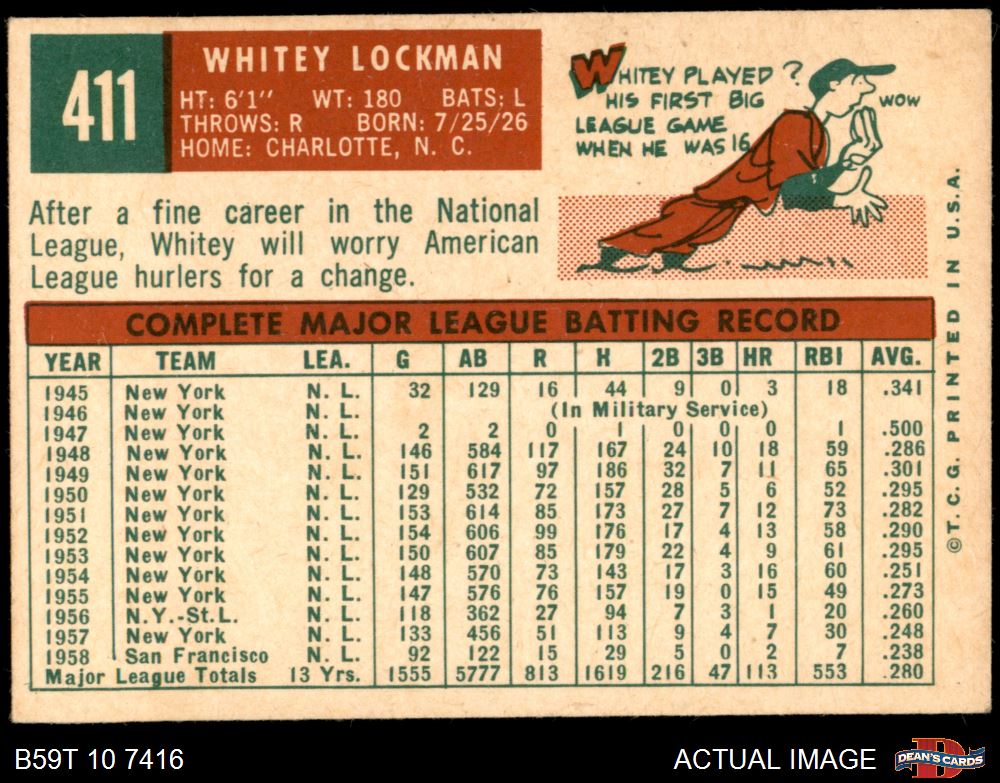 411
WHITEY LOCKMAN
HT: 6'1" WT: 180 BATS: L
THROWS: R BORN: 7/25/26
HOME: CHARLOTTE, N. C.
WHITEY PLAYED ?
HIS FIRST BIG
LEAGUE GAME
WHEN HE WAS 16
WOW
After a fine career in the National
League, Whitey will worry American
League hurlers for a change.
COMPLETE MAJOR LEAGUE BATTING RECORD
YEAR TEAM LEA. G AB R H 2B 3B HR RBI AVG.
1945 New York N. L. 32 129 16 44 9 0 3 18 .341
1946 New York N. L. (In Military Service)
1947 New York N. L. 2 2 0 1 0 0 0 1 .500
1948 New York N. L. 146 584 117 167 24 10 18 59 .286
1949 New York N. L. 151 617 97 186 32 7 11 65 .301
1950 New York N. L. 129 532 72 157 28 5 6 52 .295
1951 New York N. L. 153 614 85 173 27 7 12 73 .282
1952 New York N. L. 154 606 99 176 17 4 13 58 .290
1953 New York N. L. 150 607 85 179 22 4 9 61 .295
1954 New York N. L. 148 570 73 143 17 3 16 60 .251
1955 New York N. L. 147 576 76 157 19 0 15 49 .273
1956 N.Y.-St.L. N. L. 118 362 27 94 7 3 1 20 .260
1957 New York N. L. 133 456 51 113 9 4 7 30 .248
1958 San Francisco N. L. 92 122 15 29 5 0 2 7 .238
Major League Totals 13 Yrs. 1555 5777 813 1619 216 47 113 553 .280
© T. C. G. PRINTED IN U.S.A.
B59T 10 7416
ACTUAL IMAGE
D
DEAN'S CARDS